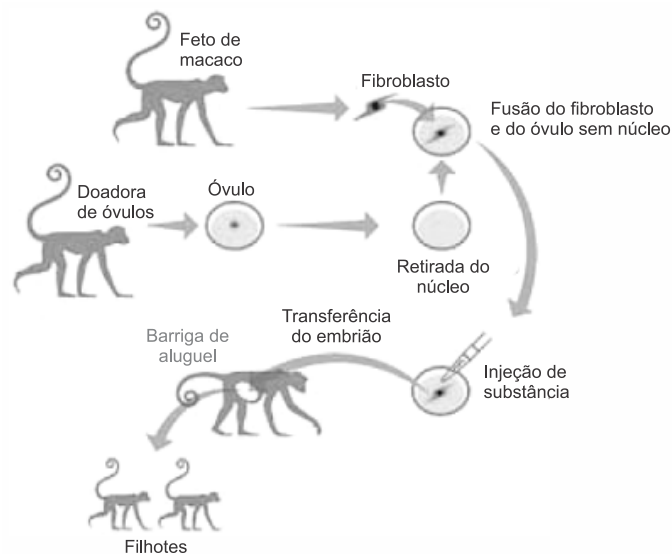 Feto de
macaco
Fibroblasto
Fusão do fibroblasto
e do óvulo sem núcleo
Doadora
de óvulos
Óvulo
Retirada do
núcleo
Transferência
do embrião
Barriga de
aluguel
Injeção de
substância
Filhotes